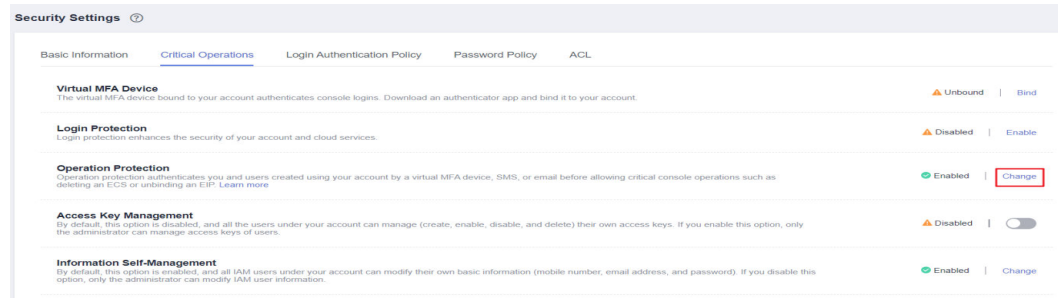 Security Settings ?
Basic Information Critical Operations Login Authentication Policy Password Policy ACL
Virtual MFA Device
The virtual MFA device bound to your account authenticates console logins. Download an authenticator app and bind it to your account.
Unbound | Bind
Login Protection
Login protection enhances the security of your account and cloud services.
Disabled | Enable
Operation Protection
Operation protection authenticates you and users created using your account by a virtual MFA device, SMS, or email before allowing critical console operations such as
deleting an ECS or unbinding an EIP. Learn more
Enabled | Change
Access Key Management
By default, this option is disabled, and all the users under your account can manage (create, enable, disable, and delete) their own access keys. If you enable this option, only
the administrator can manage access keys of users.
Disabled |
Information Self-Management
By default, this option is enabled, and all IAM users under your account can modify their own basic information (mobile number, email address, and password). If you disable this
option, only the administrator can modify IAM user information.
Enabled | Change